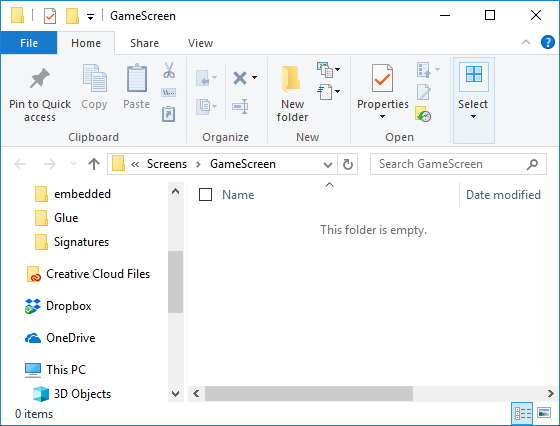 GameScreen
File Home Share View
Pin to Quick access Copy Paste New folder Properties Select
Clipboard Organize New Open
« Screens > GameScreen Search GameScreen
Name Date modified
This folder is empty.
embedded
Glue
Signatures
Creative Cloud Files
Dropbox
OneDrive
This PC
3D Objects
0 items